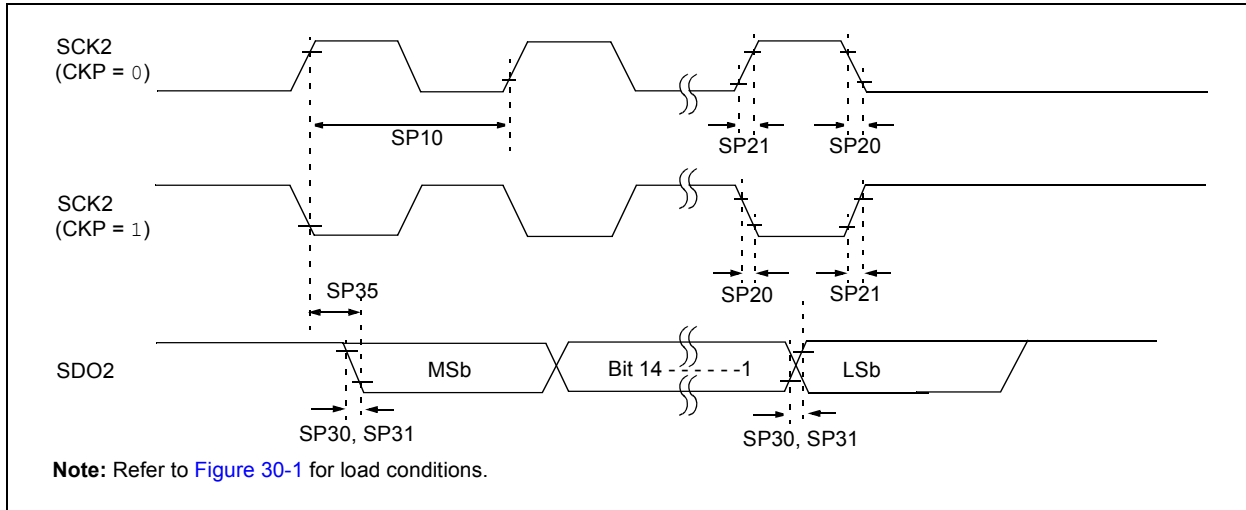 SCK2
(CKP = 0)
SP10
SP21
SP20
SCK2
(CKP = 1)
SP35
SP20
SP21
SDO2
MSb
Bit 14 - - - - - -1
LSb
SP30, SP31
SP30, SP31
Note: Refer to Figure 30-1 for load conditions.